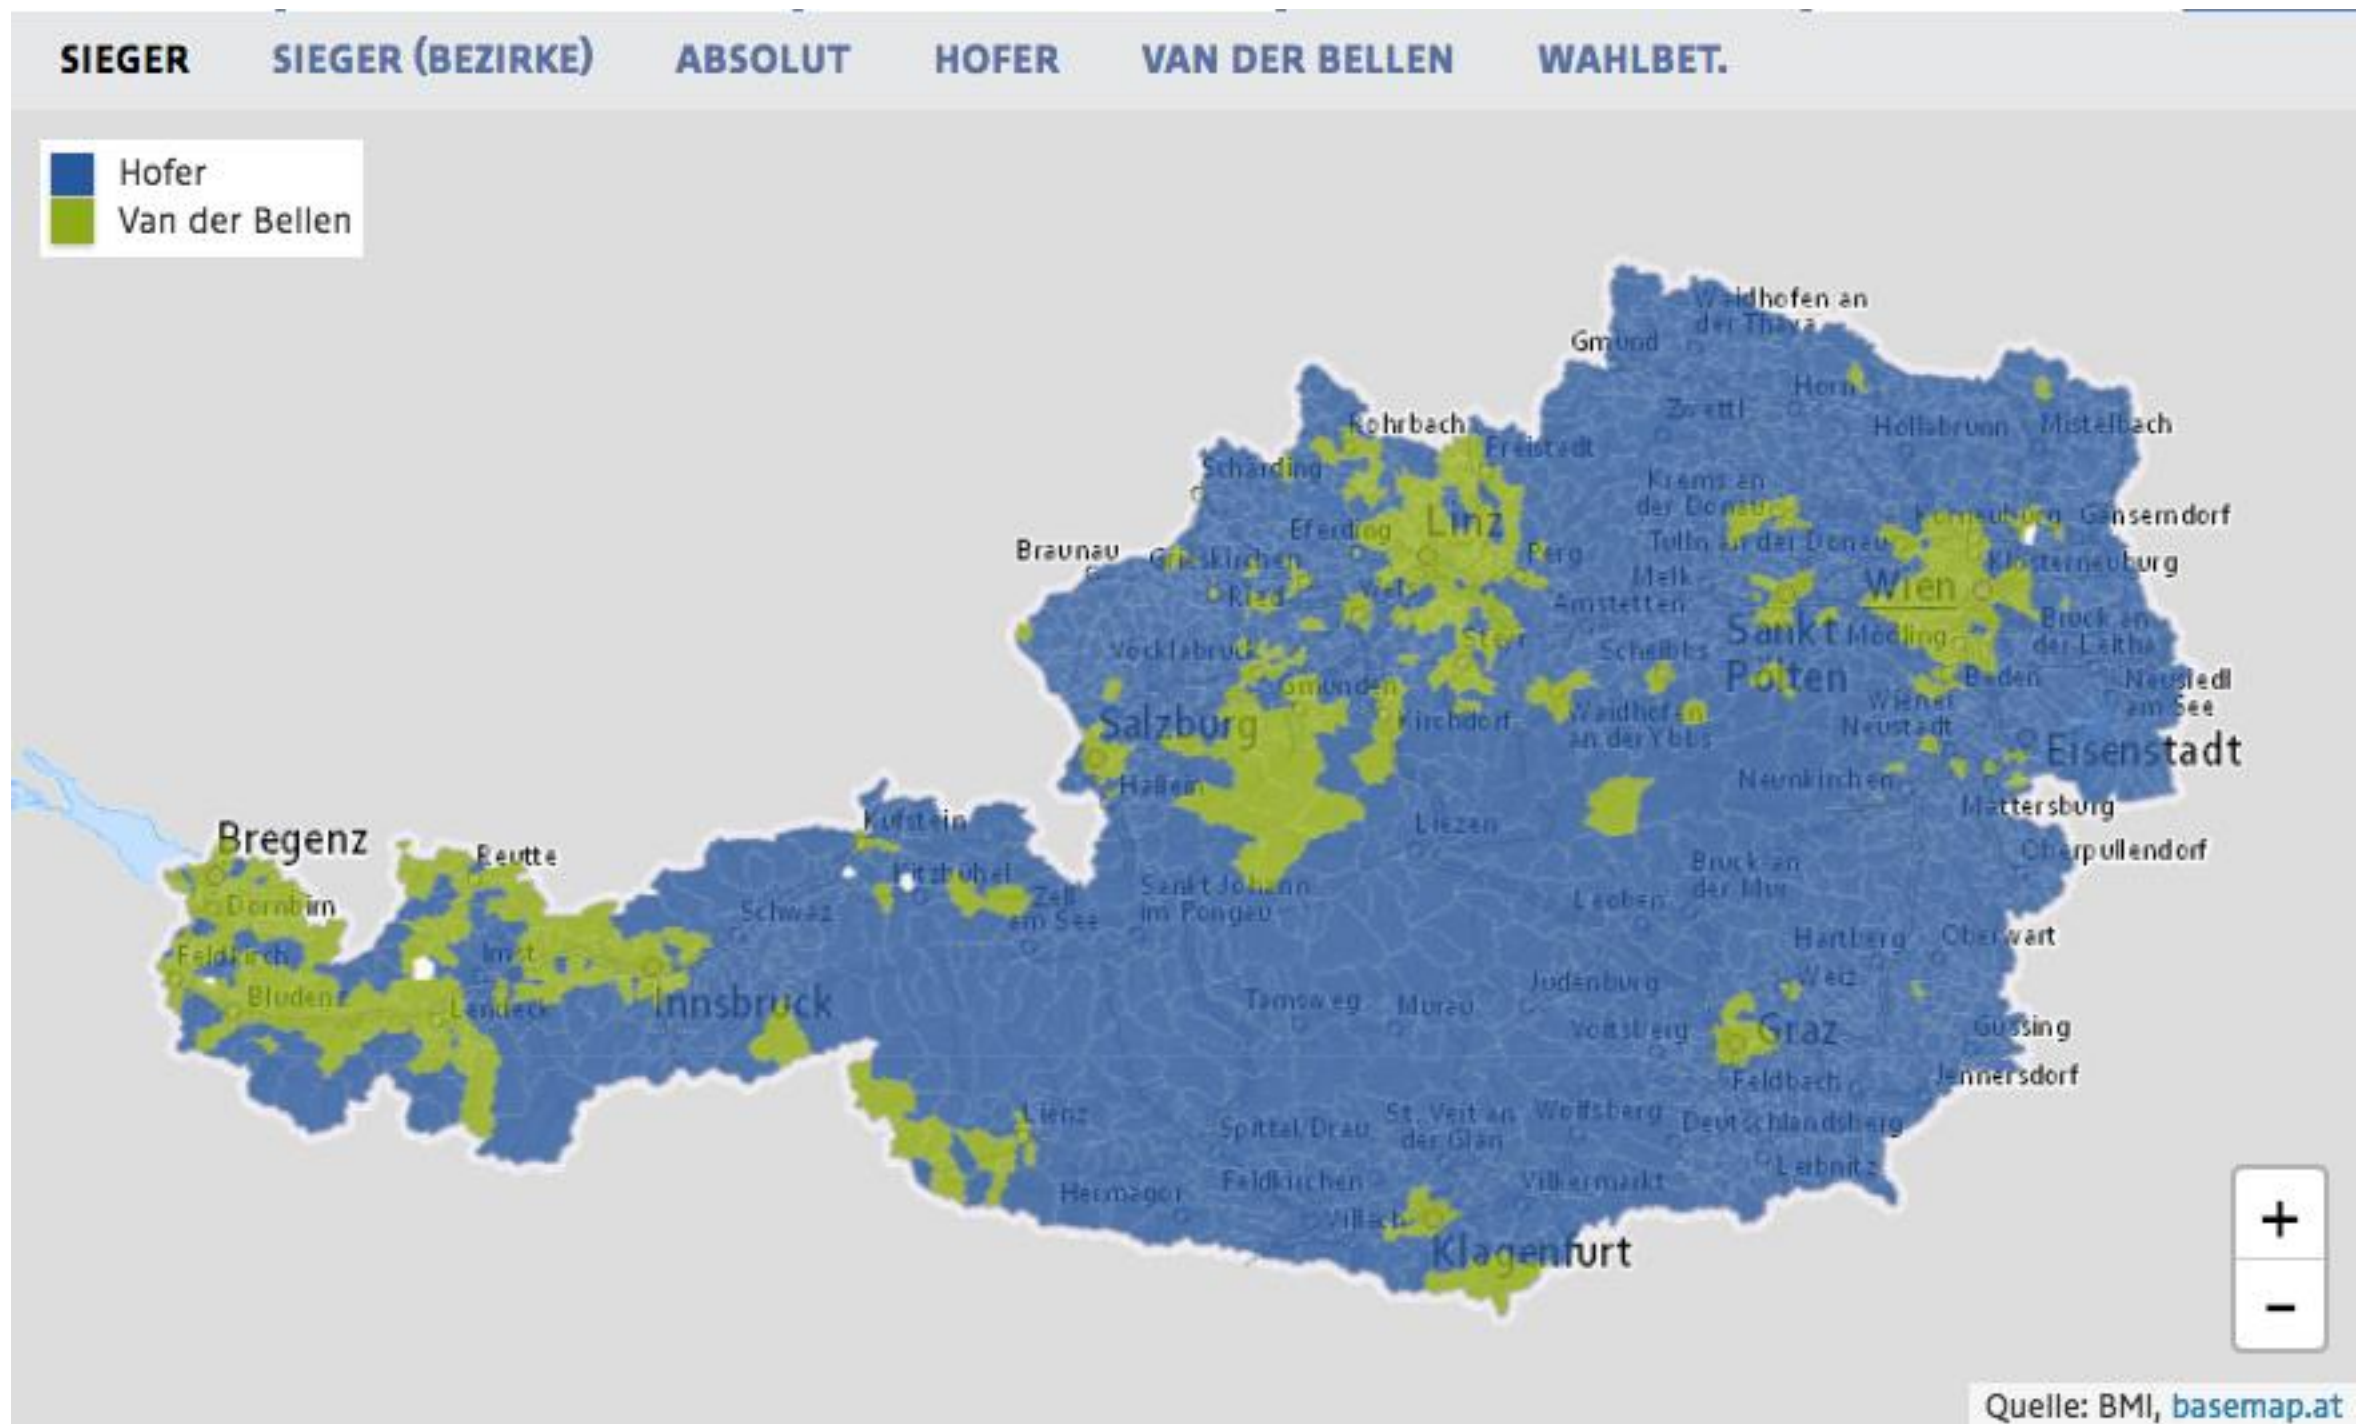 SIEGER SIEGER (BEZIRKE) ABSOLUT HOFER VAN DER BELLEN WAHLBET.
Hofer
Van der Bellen
Waidhofen an
der Thaya
Gmünd
Horn
Zwettl
Hollabrunn
Mistelbach
Rohrbach
Freistadt
Schärding
Krems an
der Donau
Linz
Korneuburg
Gänserndorf
Eferding
Braunau
Grieskirchen
Perg
Tulln an der Donau
Klosterneuburg
Melk
Wien
Ried
Wels
Amstetten
Bruck an
der Leitha
Sankt
Pölten
Mödling
Steyr
Scheibbs
Vöcklabruck
Gmunden
Baden
Neusiedl
am See
Wiener
Neustadt
Salzburg
Kirchdorf
Waidhofen
an der Ybbs
Eisenstadt
Hallein
Neunkirchen
Mattersburg
Kufstein
Liezen
Bregenz
Reutte
Oberpullendorf
Kitzbühel
Bruck an
der Mur
Dornbirn
Schwaz
Zell
am See
Sankt Johann
im Pongau
Leoben
Hartberg
Oberwart
Feldkirch
Imst
Weiz
Judenburg
Bludenz
Landeck
Innsbruck
Tamsweg
Murau
Voitsberg
Graz
Güssing
Feldbach
Jennersdorf
Lienz
Spittal/Drau
St. Veit an
der Glan
Wolfsberg
Deutschlandsberg
Leibnitz
Hermagor
Feldkirchen
Völkermarkt
Villach
Klagenfurt
+
−
Quelle: BMI, basemap.at